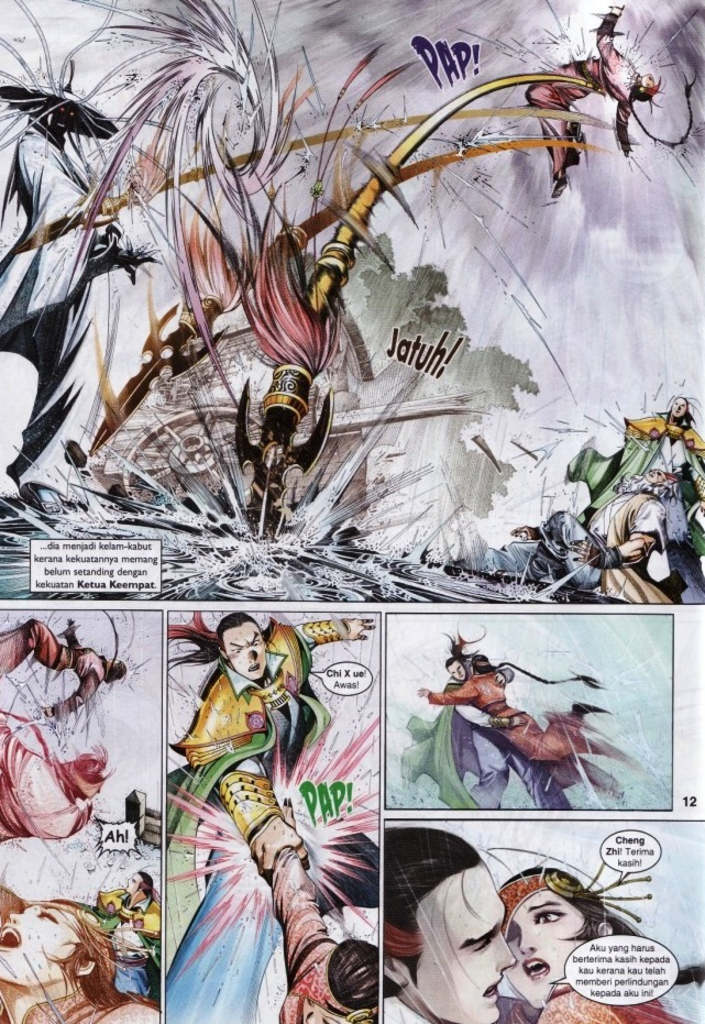 PAP!
Jatuh!
...dia menjadi kelam-kabut
kerana kekuatannya memang
belum setanding dengan
kekuatan Ketua Keempat.
Ah!
Chi X ue!
Awas!
PAP!
12
Cheng
Zhi! Terima
kasih!
Aku yang harus
berterima kasih kepada
kau kerana kau telah
memberi perlindungan
kepada aku ini!